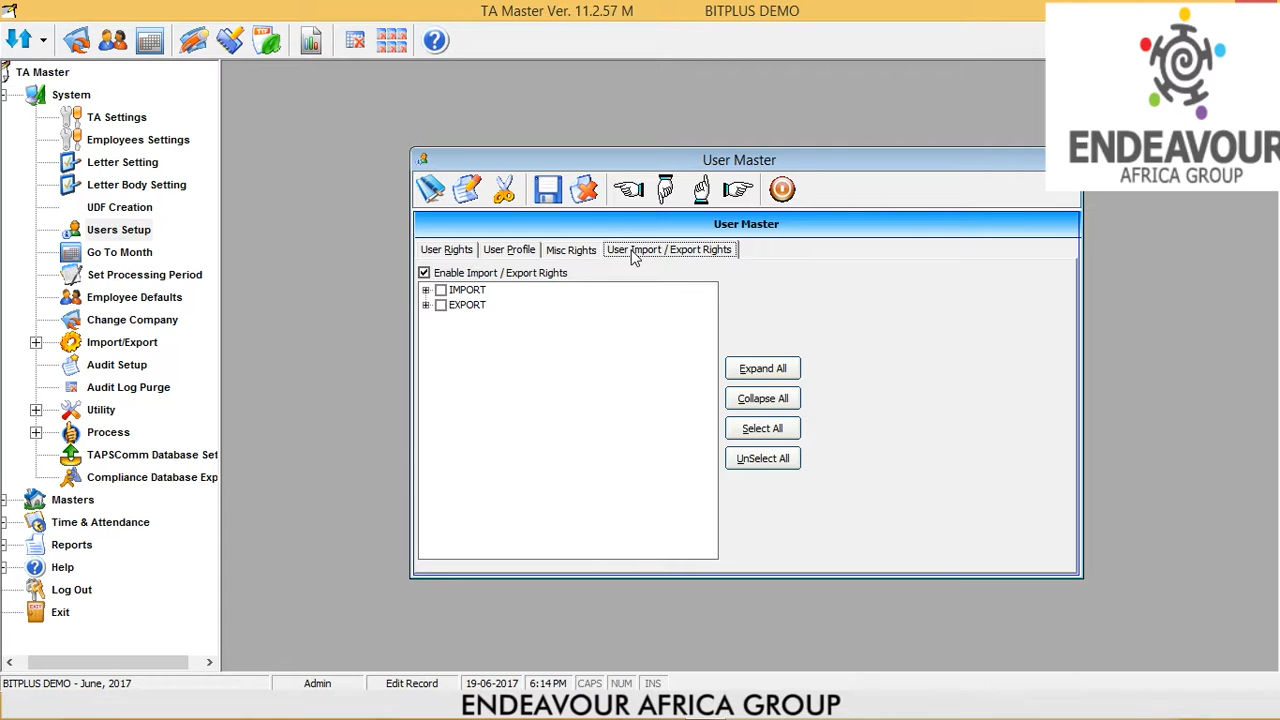 TA Master Ver. 11.2.57 M BITPLUS DEMO
ENDEAVOUR
AFRICA GROUP
TA Master
System
TA Settings
Employees Settings
Letter Setting
Letter Body Setting
UDF Creation
Users Setup
Go To Month
Set Processing Period
Employee Defaults
Change Company
Import/Export
Audit Setup
Audit Log Purge
Utility
Process
TAPSComm Database Set
Compliance Database Exp
Masters
Time & Attendance
Reports
Help
Log Out
Exit
User Master
User Master
User Rights User Profile Misc Rights User Import / Export Rights
Enable Import / Export Rights
IMPORT
EXPORT
Expand All
Collapse All
Select All
UnSelect All
BITPLUS DEMO - June, 2017 Admin Edit Record 19-06-2017 6:14 PM CAPS NUM INS
ENDEAVOUR AFRICA GROUP